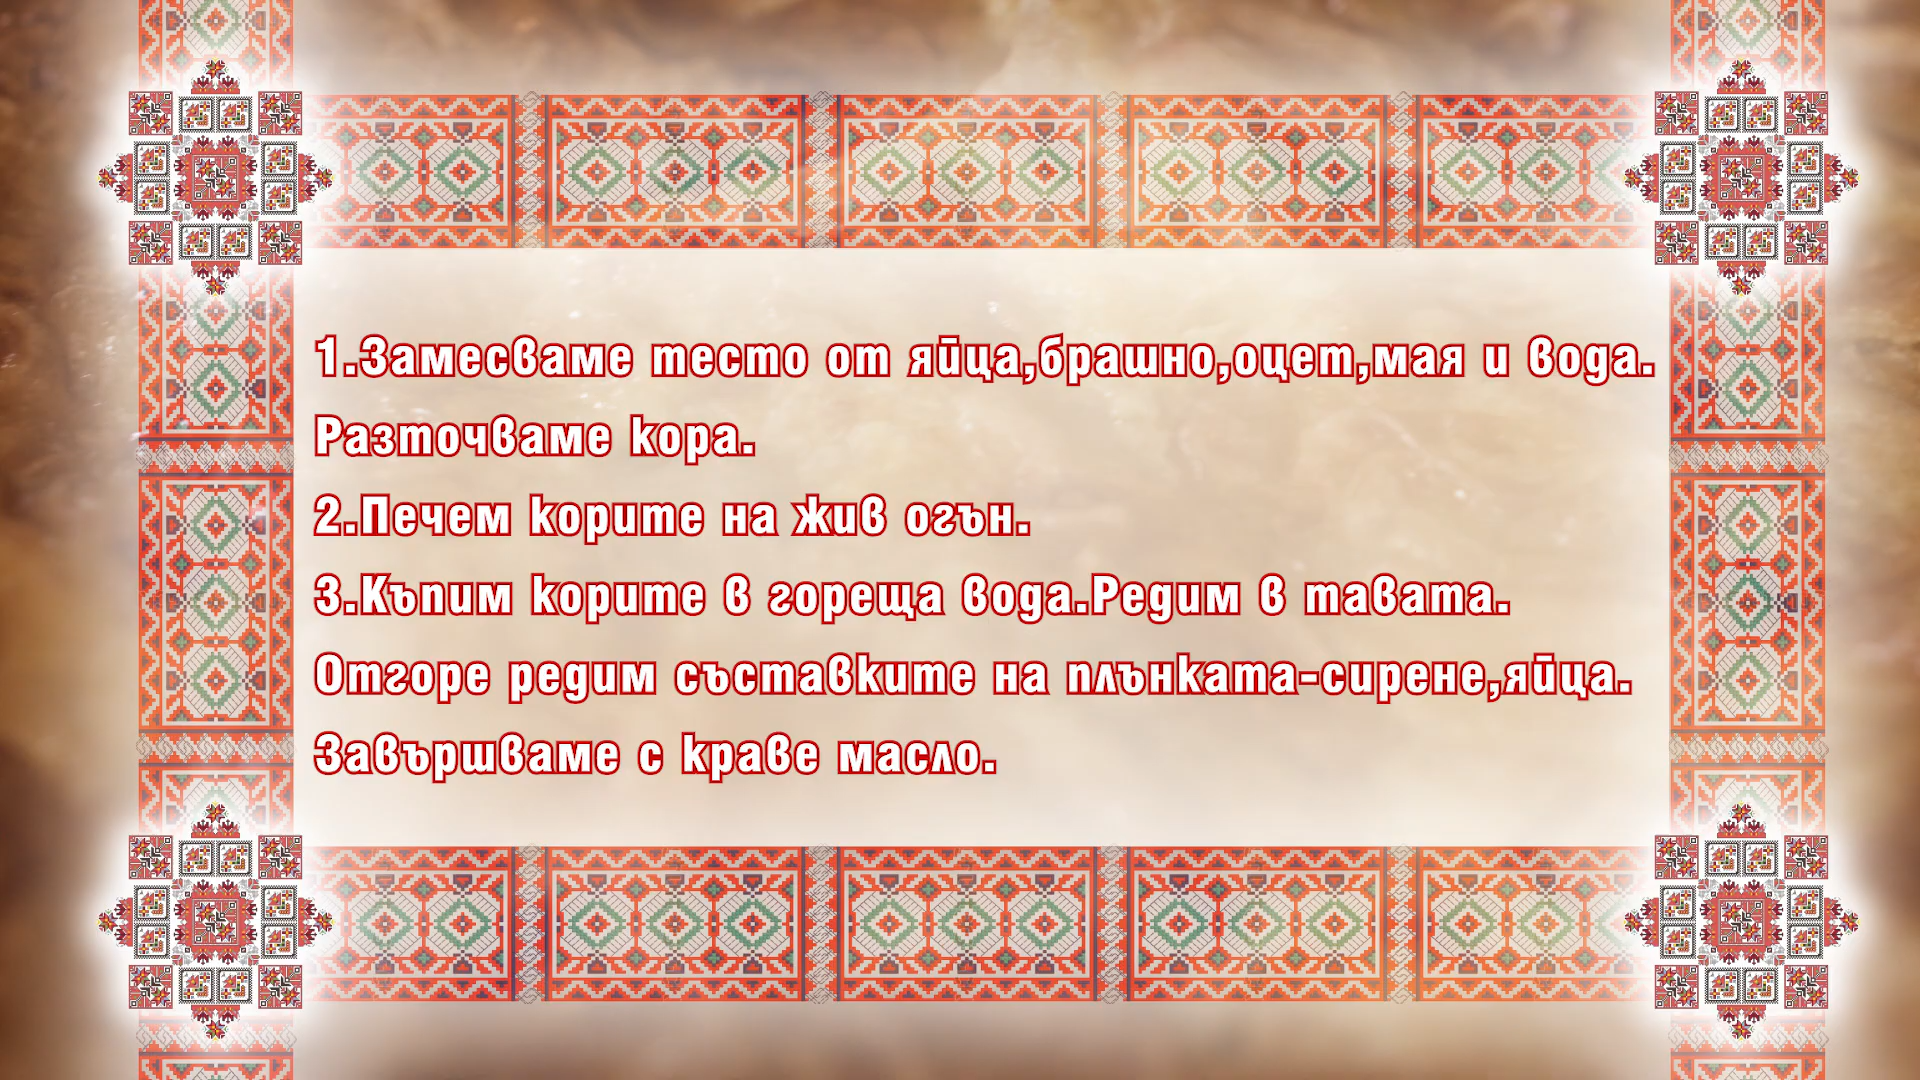 1.Замесваме тесто от яйца,брашно,оцет,мая и вода.
Разточваме кора.
2.Печем корите на жив огън.
3.Къпим корите в гореща вода.Редим в тавата.
Отгоре редим съставките на плънката-сирене,яйца.
Завършваме с краве масло.